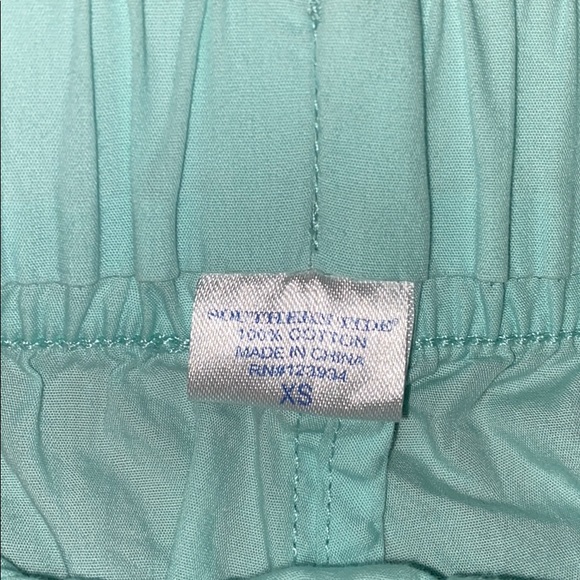 SOUTHERN TIDE®
100% COTTON
MADE IN CHINA
RN#123934
XS